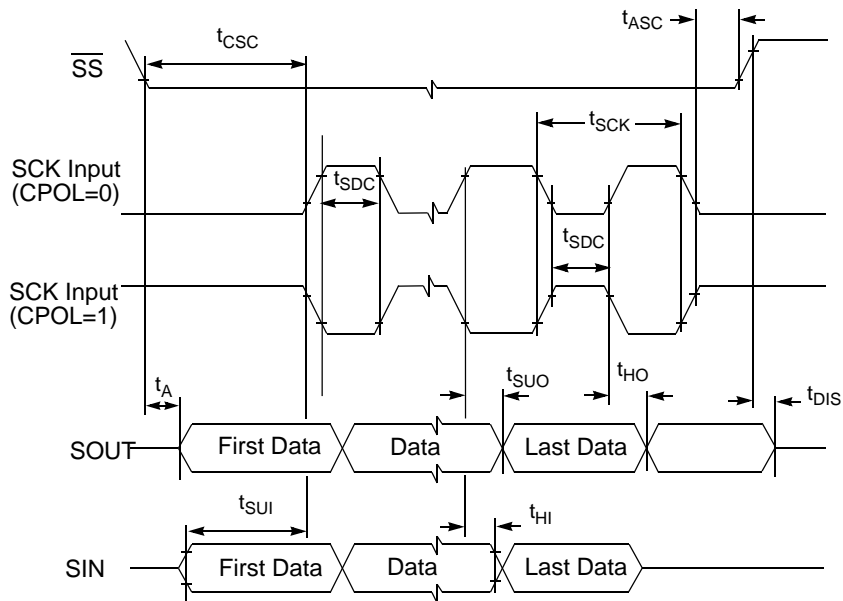 tCSC
tASC
SS
tSCK
SCK Input
(CPOL=0)
tSDC
tSDC
SCK Input
(CPOL=1)
tA
tSUO
tHO
tDIS
SOUT
First Data
Data
Last Data
tSUI
tHI
SIN
First Data
Data
Last Data